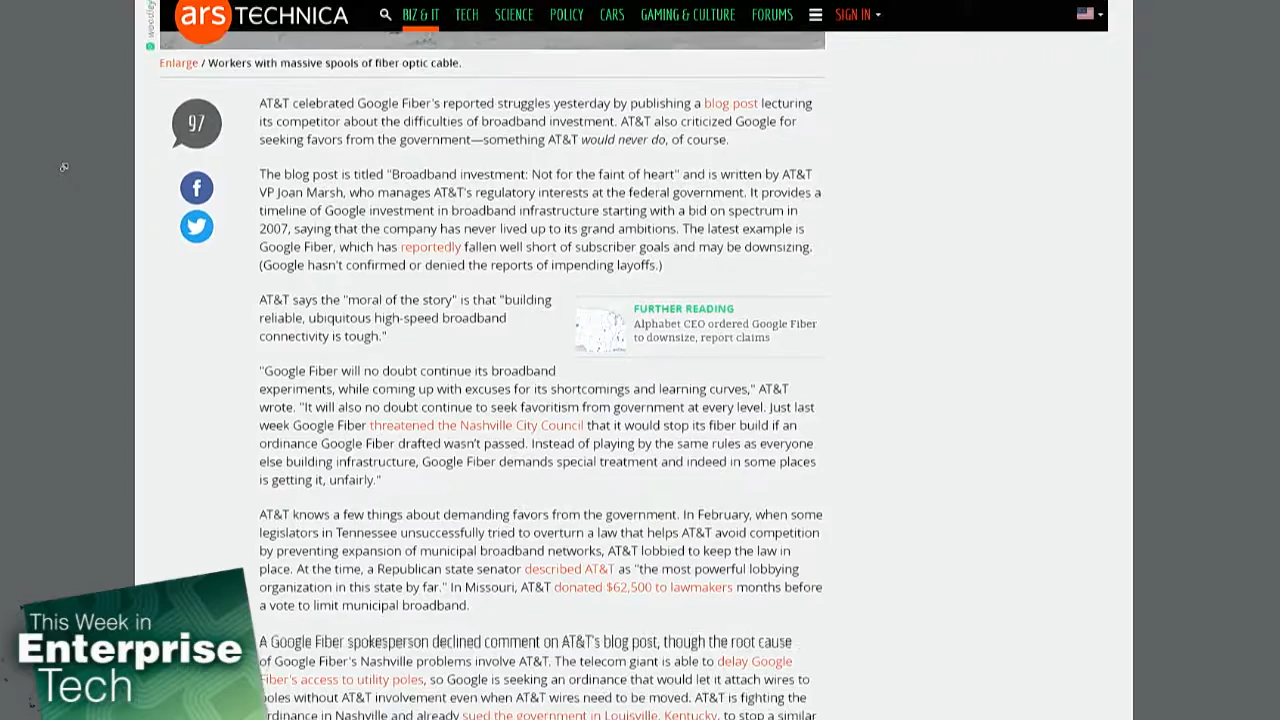 ars TECHNICA
BIZ & IT TECH SCIENCE POLICY CARS GAMING & CULTURE FORUMS SIGN IN
Enlarge / Workers with massive spools of fiber optic cable.
97
AT&T celebrated Google Fiber's reported struggles yesterday by publishing a blog post lecturing
its competitor about the difficulties of broadband investment. AT&T also criticized Google for
seeking favors from the government—something AT&T would never do, of course.
The blog post is titled "Broadband investment: Not for the faint of heart" and is written by AT&T
VP Joan Marsh, who manages AT&T's regulatory interests at the federal government. It provides a
timeline of Google investment in broadband infrastructure starting with a bid on spectrum in
2007, saying that the company has never lived up to its grand ambitions. The latest example is
Google Fiber, which has reportedly fallen well short of subscriber goals and may be downsizing.
(Google hasn't confirmed or denied the reports of impending layoffs.)
AT&T says the "moral of the story" is that "building
reliable, ubiquitous high-speed broadband
connectivity is tough."
FURTHER READING
Alphabet CEO ordered Google Fiber
to downsize, report claims
"Google Fiber will no doubt continue its broadband
experiments, while coming up with excuses for its shortcomings and learning curves," AT&T
wrote. "It will also no doubt continue to seek favoritism from government at every level. Just last
week Google Fiber threatened the Nashville City Council that it would stop its fiber build if an
ordinance Google Fiber drafted wasn't passed. Instead of playing by the same rules as everyone
else building infrastructure, Google Fiber demands special treatment and indeed in some places
is getting it, unfairly."
AT&T knows a few things about demanding favors from the government. In February, when some
legislators in Tennessee unsuccessfully tried to overturn a law that helps AT&T avoid competition
by preventing expansion of municipal broadband networks, AT&T lobbied to keep the law in
place. At the time, a Republican state senator described AT&T as "the most powerful lobbying
organization in this state by far." In Missouri, AT&T donated $62,500 to lawmakers months before
a vote to limit municipal broadband.
A Google Fiber spokesperson declined comment on AT&T's blog post, though the root cause
of Google Fiber's Nashville problems involve AT&T. The telecom giant is able to delay Google
Fiber's access to utility poles, so Google is seeking an ordinance that would let it attach wires to
poles without AT&T involvement even when AT&T wires need to be moved. AT&T is fighting the
ordinance in Nashville and already sued the government in Louisville, Kentucky, to stop a similar
This Week in
Enterprise
Tech